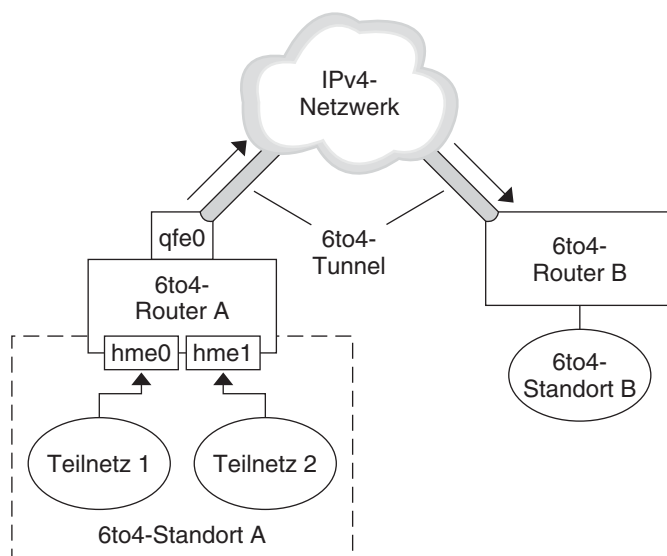 IPv4-
Netzwerk
qfe0
6to4-
Tunnel
6to4-
Router A
6to4-
Router B
hme0
hme1
6to4-
Standort B
Teilnetz 1
Teilnetz 2
6to4-Standort A